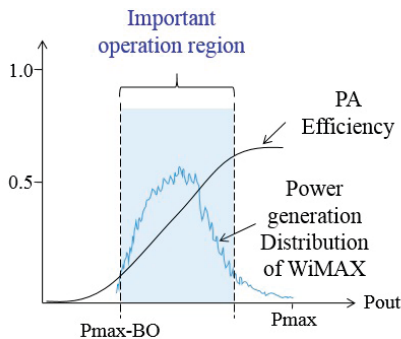 Important
operation region
1.0
PA
Efficiency
0.5
Power
generation
Distribution
of WiMAX
Pout
Pmax-BO
Pmax